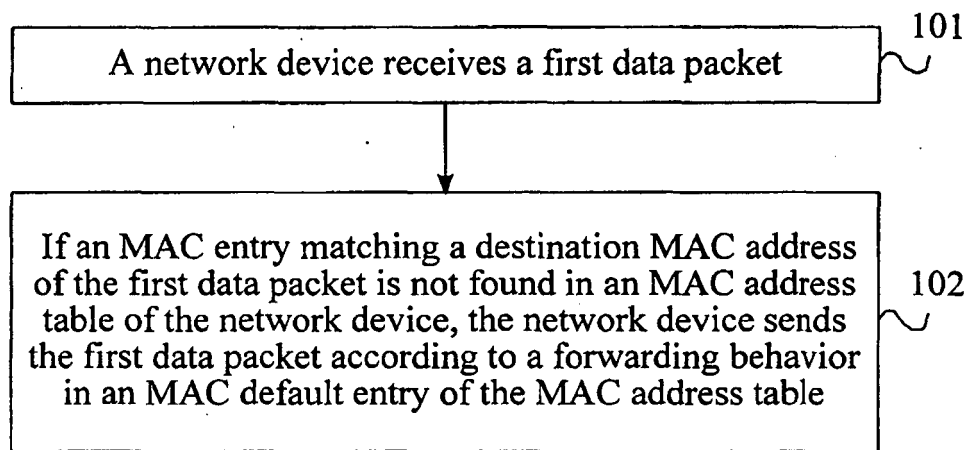 A network device receives a first data packet
101
If an MAC entry matching a destination MAC address
of the first data packet is not found in an MAC address
table of the network device, the network device sends
the first data packet according to a forwarding behavior
in an MAC default entry of the MAC address table
102